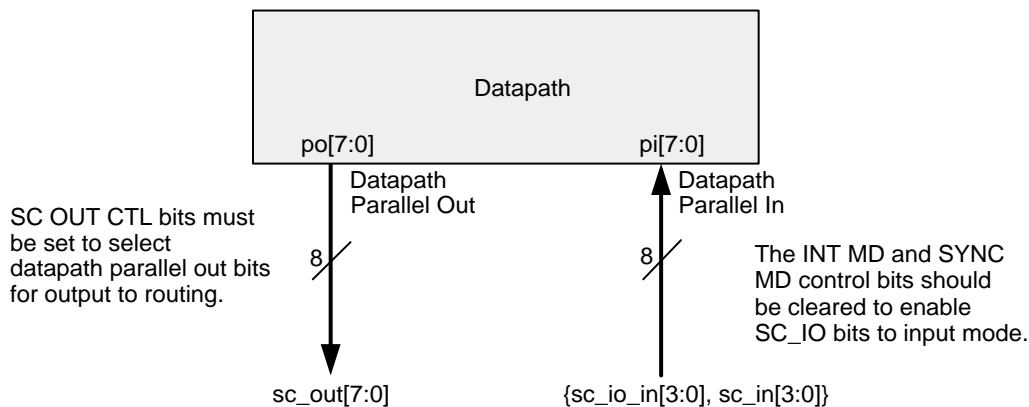 Datapath
po[7:0]
pi[7:0]
Datapath
Parallel Out
Datapath
Parallel In
SC OUT CTL bits must
be set to select
datapath parallel out bits
for output to routing.
8
8
The INT MD and SYNC
MD control bits should
be cleared to enable
SC_IO bits to input mode.
sc_out[7:0]
{sc_io_in[3:0], sc_in[3:0]}